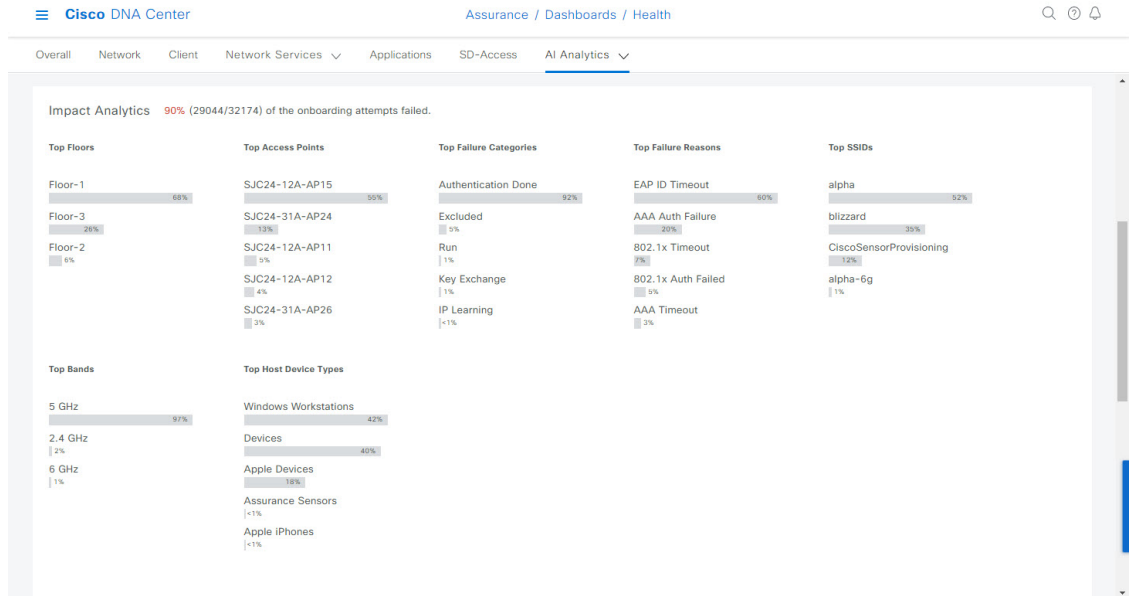 Cisco DNA Center
Assurance / Dashboards / Health
Overall Network Client Network Services Applications SD-Access AI Analytics
Impact Analytics 90% (29044/32174) of the onboarding attempts failed.
Top Floors
Floor-1
68%
Floor-3
26%
Floor-2
6%
Top Access Points
SJC24-12A-AP15
55%
SJC24-31A-AP24
13%
SJC24-12A-AP11
5%
SJC24-12A-AP12
4%
SJC24-31A-AP26
3%
Top Failure Categories
Authentication Done
92%
Excluded
5%
Run
1%
Key Exchange
1%
IP Learning
<1%
Top Failure Reasons
EAP ID Timeout
60%
AAA Auth Failure
20%
802.1x Timeout
7%
802.1x Auth Failed
5%
AAA Timeout
3%
Top SSIDs
alpha
52%
blizzard
35%
CiscoSensorProvisioning
12%
alpha-6g
1%
Top Bands
5 GHz
97%
2.4 GHz
2%
6 GHz
1%
Top Host Device Types
Windows Workstations
42%
Devices
40%
Apple Devices
18%
Assurance Sensors
<1%
Apple iPhones
<1%